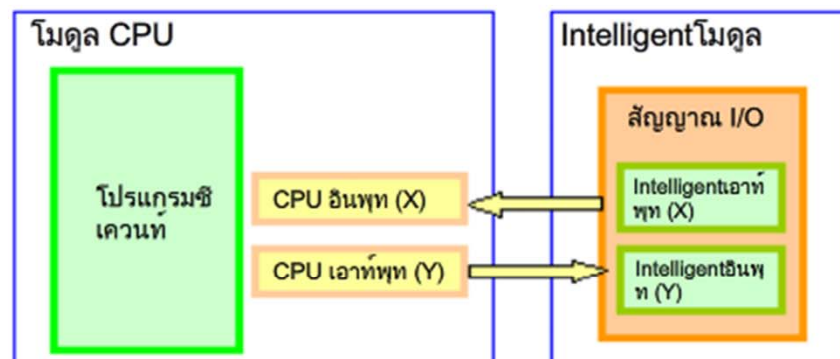 โมดูล CPU
Intelligentโมดูล
สัญญาณ I/O
โปรแกรมซี
เควนท์
CPU อินพุท (X)
Intelligentเอาท์
พุท (X)
CPU เอาท์พุท (Y)
Intelligentอินพุ
ท (Y)